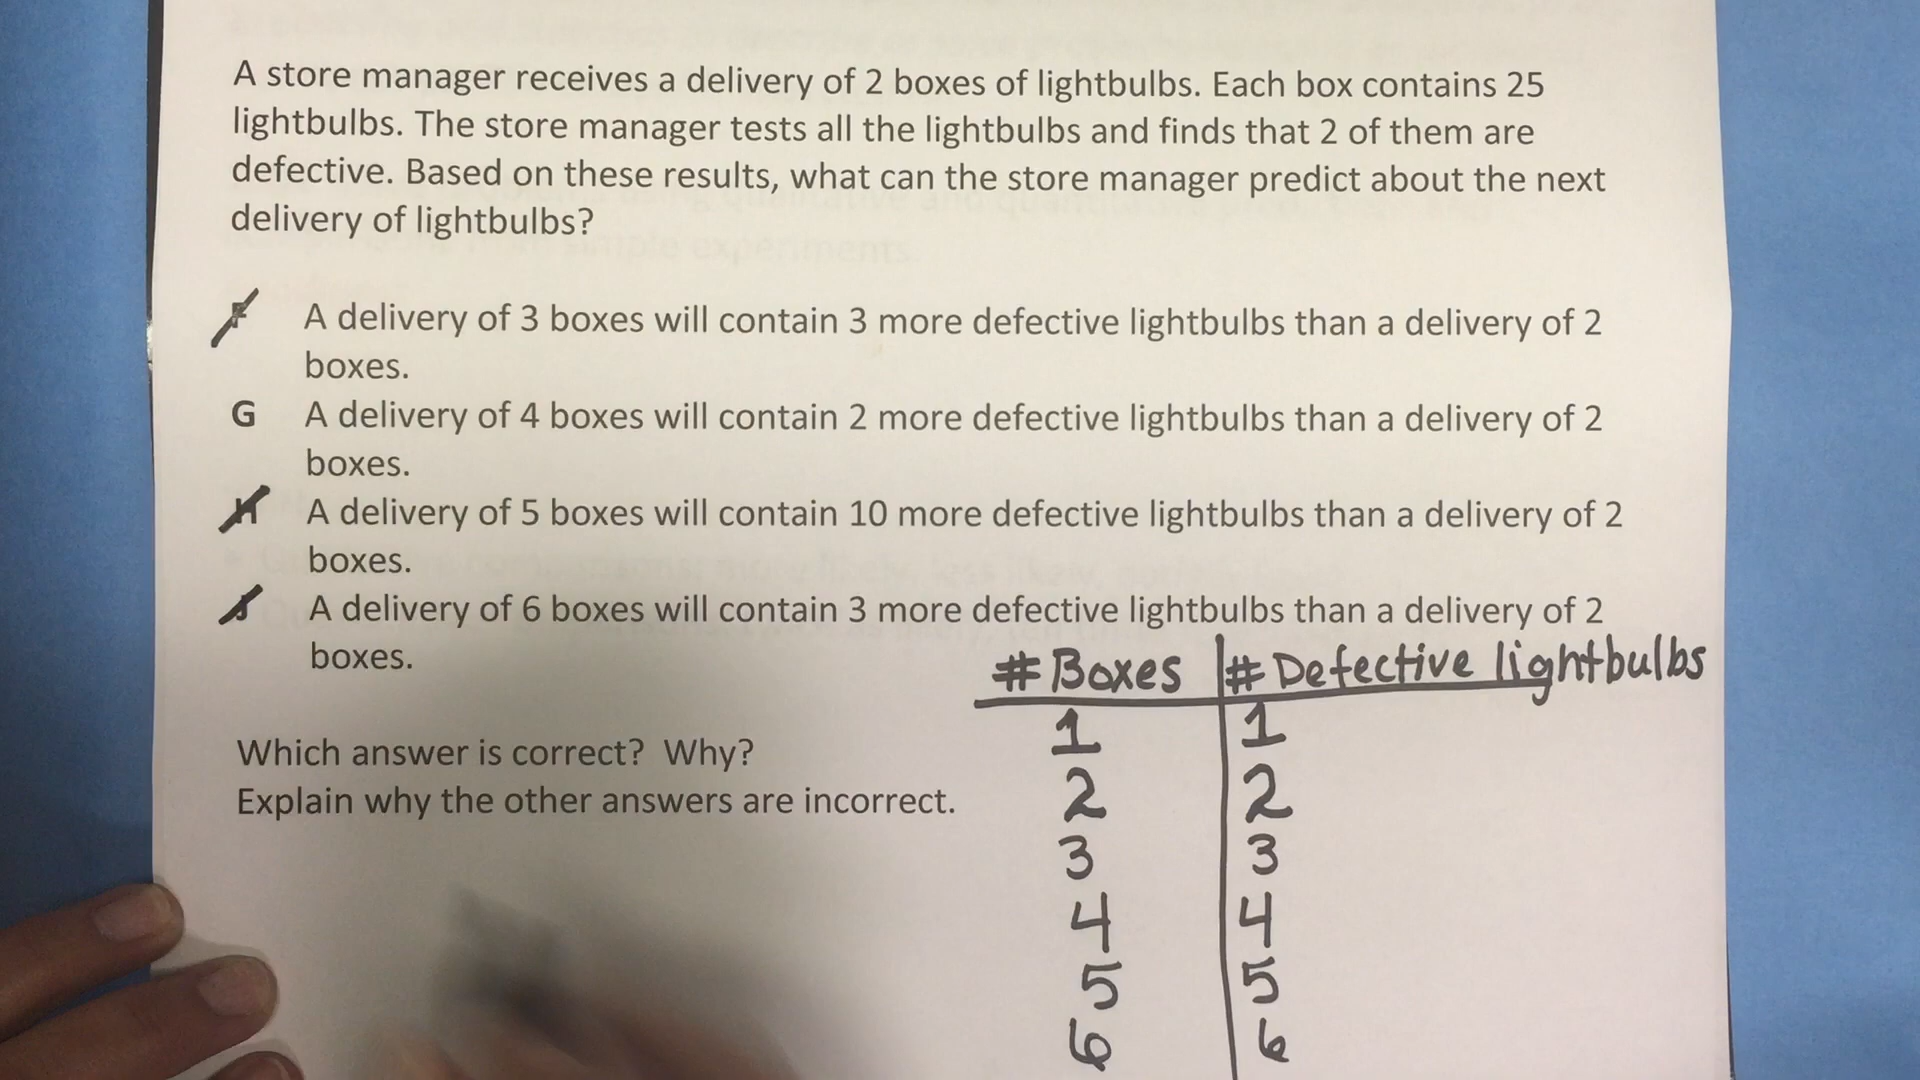 A store manager receives a delivery of 2 boxes of lightbulbs. Each box contains 25
lightbulbs. The store manager tests all the lightbulbs and finds that 2 of them are
defective. Based on these results, what can the store manager predict about the next
delivery of lightbulbs?
F A delivery of 3 boxes will contain 3 more defective lightbulbs than a delivery of 2
boxes.
G A delivery of 4 boxes will contain 2 more defective lightbulbs than a delivery of 2
boxes.
H A delivery of 5 boxes will contain 10 more defective lightbulbs than a delivery of 2
boxes.
J A delivery of 6 boxes will contain 3 more defective lightbulbs than a delivery of 2
boxes.
Which answer is correct? Why?
Explain why the other answers are incorrect.
# Boxes # Defective lightbulbs
1 1
2 2
3 3
4 4
5 5
6 6